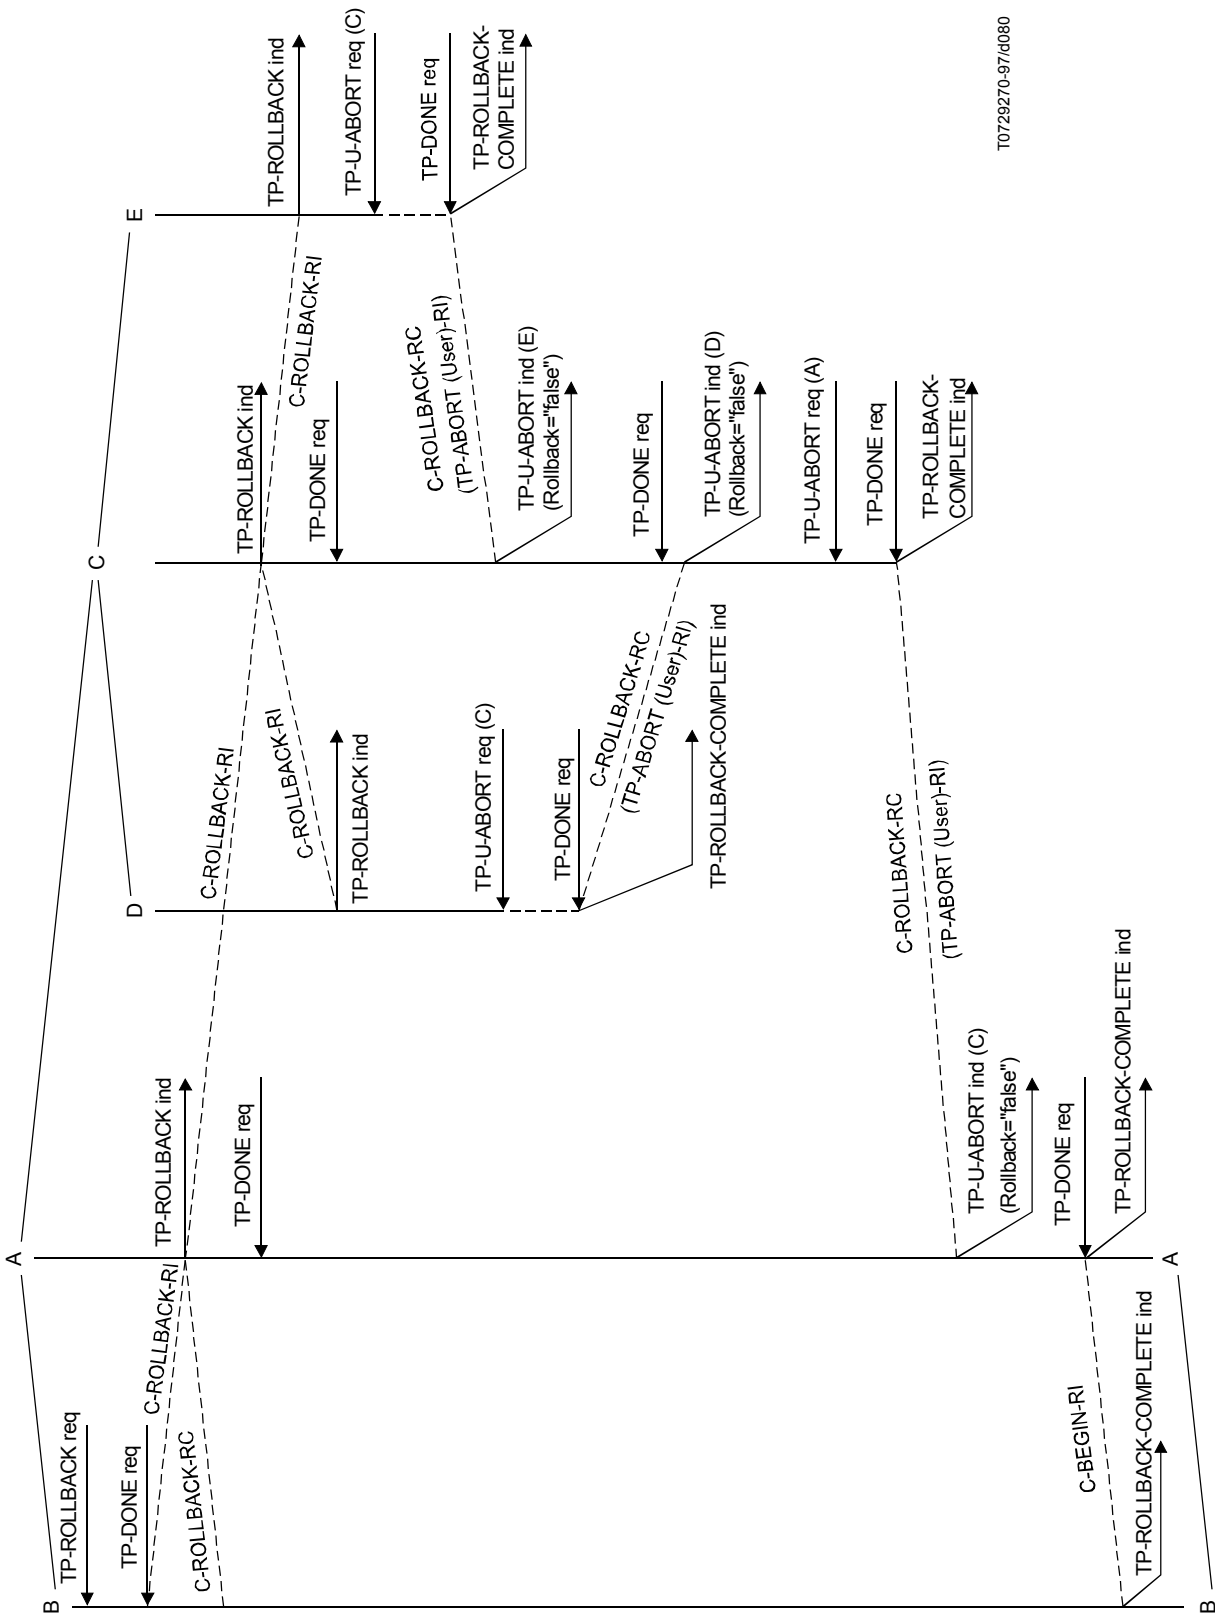 A
B
C
D
E
TP-ROLLBACK req
TP-DONE req
C-ROLLBACK-RI
C-ROLLBACK-RC
TP-ROLLBACK ind
TP-DONE req
C-ROLLBACK-RI
C-ROLLBACK-RI
TP-ROLLBACK ind
TP-U-ABORT req (C)
TP-DONE req
C-ROLLBACK-RC
(TP-ABORT (User)-RI)
TP-ROLLBACK-COMPLETE ind
TP-ROLLBACK ind
C-ROLLBACK-RI
TP-DONE req
C-ROLLBACK-RC
(TP-ABORT (User)-RI)
TP-U-ABORT ind (E)
(Rollback="false")
TP-DONE req
TP-U-ABORT ind (D)
(Rollback="false")
TP-U-ABORT req (A)
TP-DONE req
TP-ROLLBACK-
COMPLETE ind
TP-ROLLBACK ind
TP-U-ABORT req (C)
TP-DONE req
TP-ROLLBACK-
COMPLETE ind
C-ROLLBACK-RC
(TP-ABORT (User)-RI)
TP-U-ABORT ind (C)
(Rollback="false")
TP-DONE req
TP-ROLLBACK-COMPLETE ind
C-BEGIN-RI
TP-ROLLBACK-COMPLETE ind
A
B
T0729270-97/d080